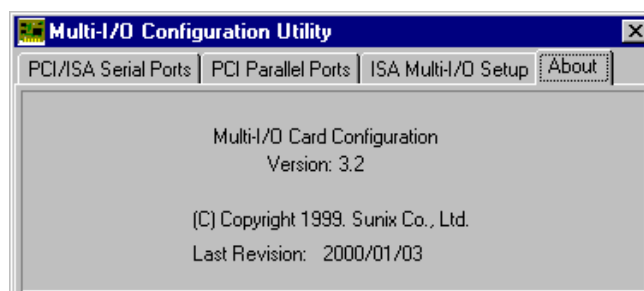 Multi-I/O Configuration Utility
PCI/ISA Serial Ports PCI Parallel Ports ISA Multi-I/O Setup About
Multi-I/O Card Configuration
Version: 3.2
(C) Copyright 1999. Sunix Co., Ltd.
Last Revision: 2000/01/03